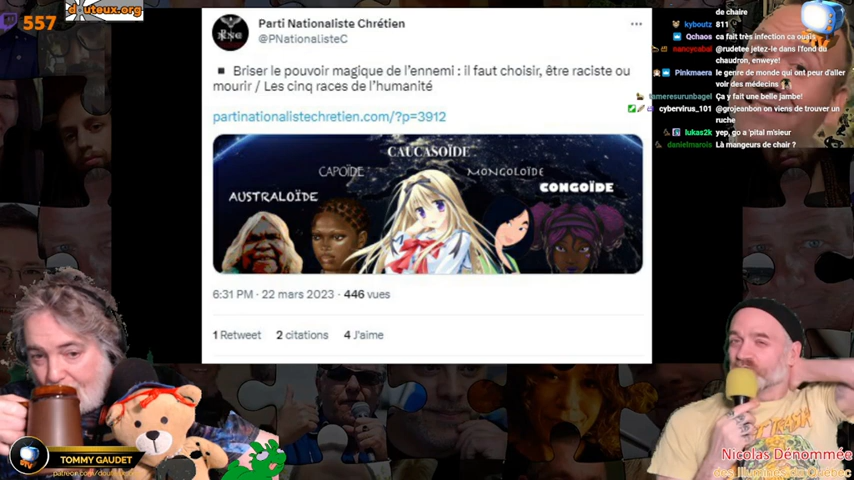 557
douteux.org
Parti Nationaliste Chrétien
@PNationalisteC
Briser le pouvoir magique de l'ennemi : il faut choisir, être raciste ou
mourir / Les cinq races de l'humanité
partinationalistechretien.com/?p=3912
CAUCASOÏDE
CAPOÏDE
MONGOLOÏDE
CONGOÏDE
AUSTRALOÏDE
6:31 PM · 22 mars 2023 · 446 vues
1 Retweet 2 citations 4 J'aime
de chaire
kyboutz 811
Qchaos ca fait très infection ca
@rudetee jetez-le dans l'fond du
chaudron, enweye!
Pinkmaera le genre de monde qui ont peur d'aller
voir des médecins
Ça y fait une belle jambe!
cybervirus_101 @grojeanbon on viens de trouver un
ruche
lukas2k yep, go a 'pital m'sieur
danielmarois Là mangeurs de chair ?
TOMMY GAUDET
Nicolas Dénommée